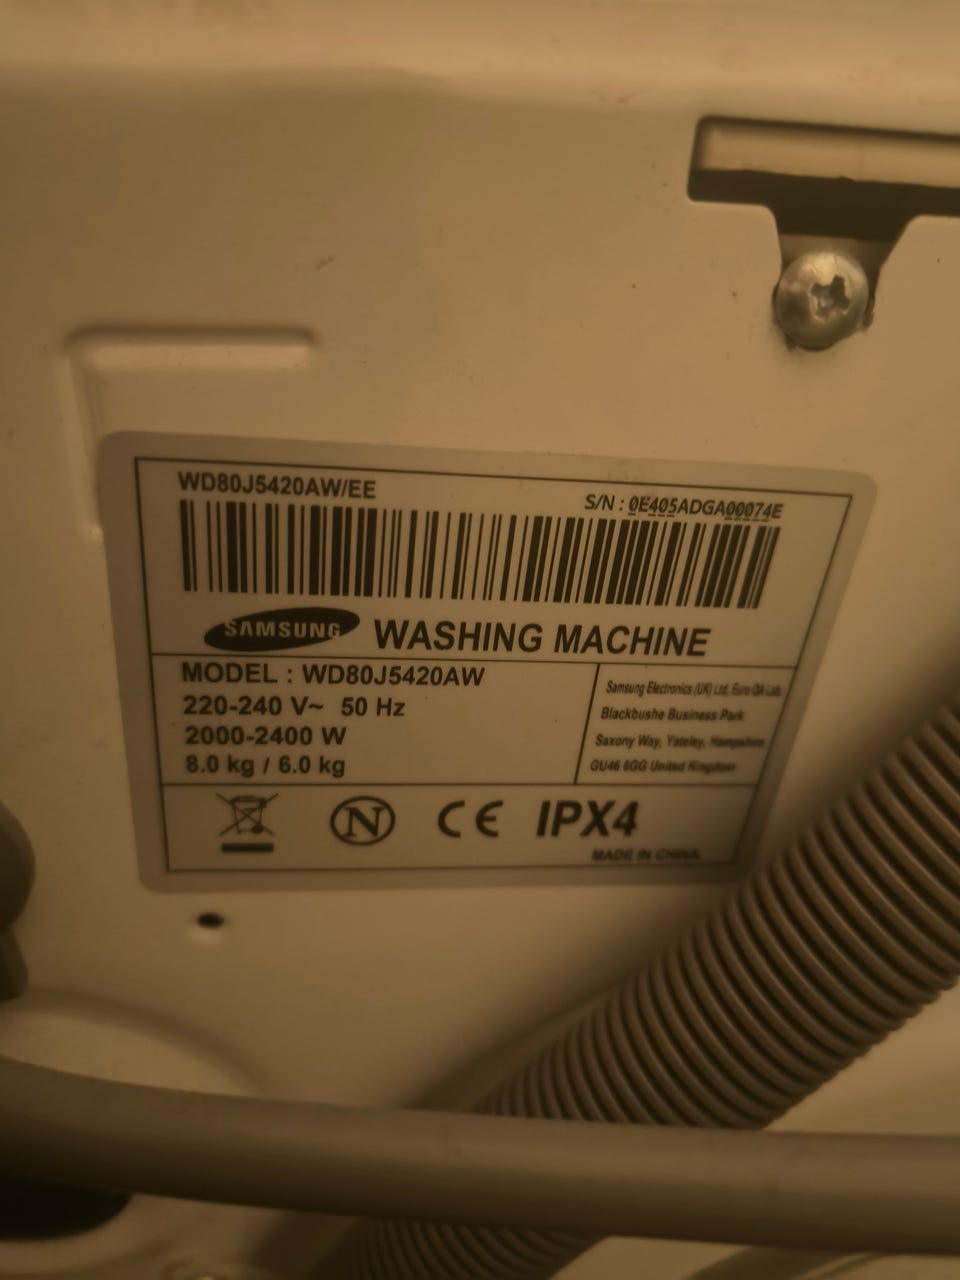 WD80J5420AW/EE
S/N : 0E405ADGA00074E
SAMSUNG WASHING MACHINE
MODEL : WD80J5420AW
220-240 V~ 50 Hz
2000-2400 W
8.0 kg / 6.0 kg
Samsung Electronics (UK) Ltd, Euro QA Lab.
Blackbushe Business Park
Saxony Way, Yateley, Hampshire
GU46 6GG United Kingdom
N CE IPX4
MADE IN CHINA